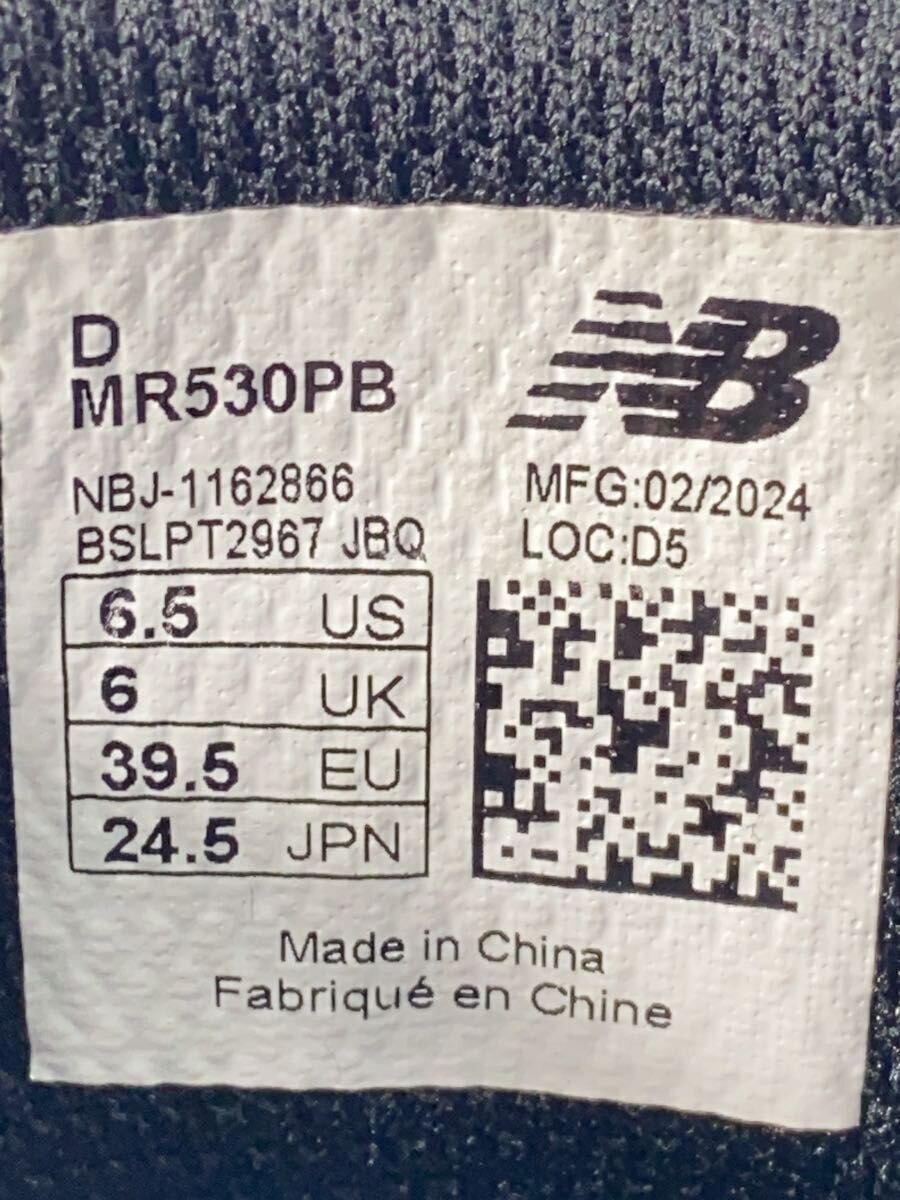 D
MR530PB
NB
NBJ-1162866
BSLPT2967 JBQ
MFG:02/2024
LOC:D5
6.5 US
6 UK
39.5 EU
24.5 JPN
Made in China
Fabriqué en Chine